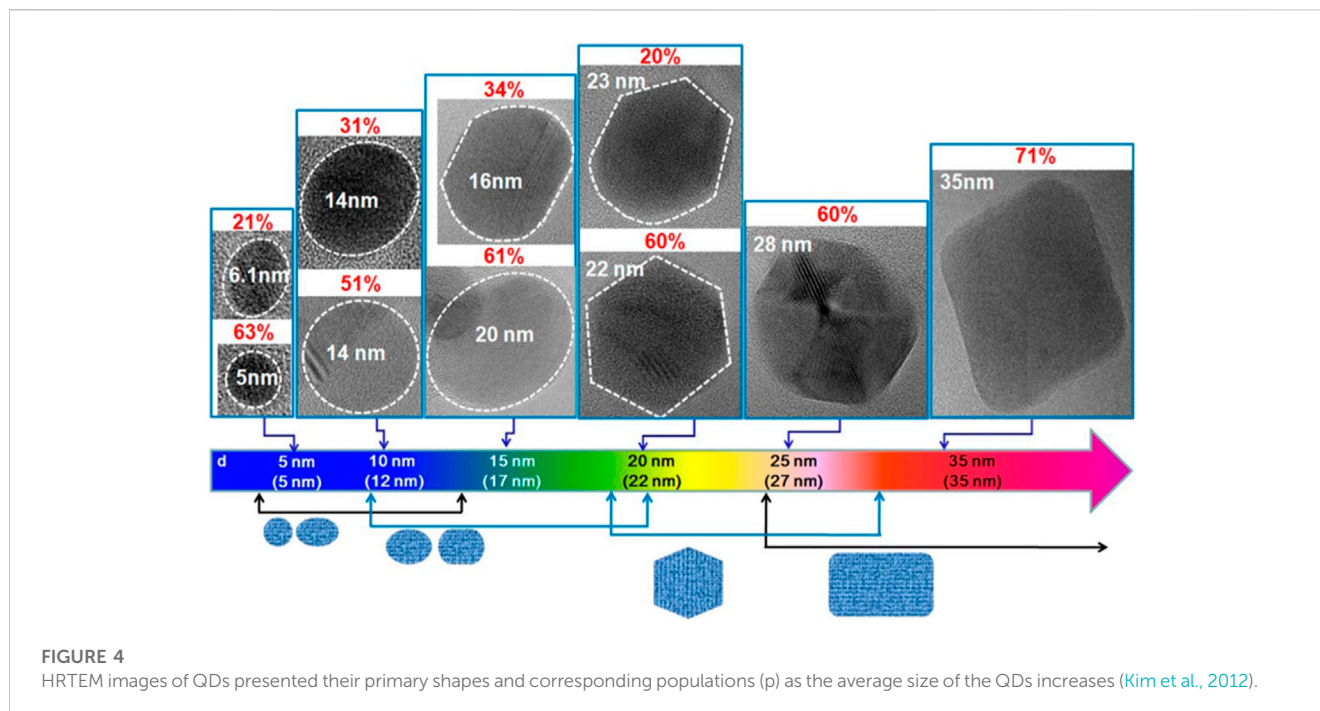 21%
6.1nm
63%
5nm
31%
14nm
51%
14 nm
34%
16nm
61%
20 nm
20%
23 nm
60%
22 nm
60%
28 nm
71%
35nm
d 5 nm 10 nm 15 nm 20 nm 25 nm 35 nm
(5 nm) (12 nm) (17 nm) (22 nm) (27 nm) (35 nm)
FIGURE 4
HRTEM images of QDs presented their primary shapes and corresponding populations (p) as the average size of the QDs increases (Kim et al., 2012).